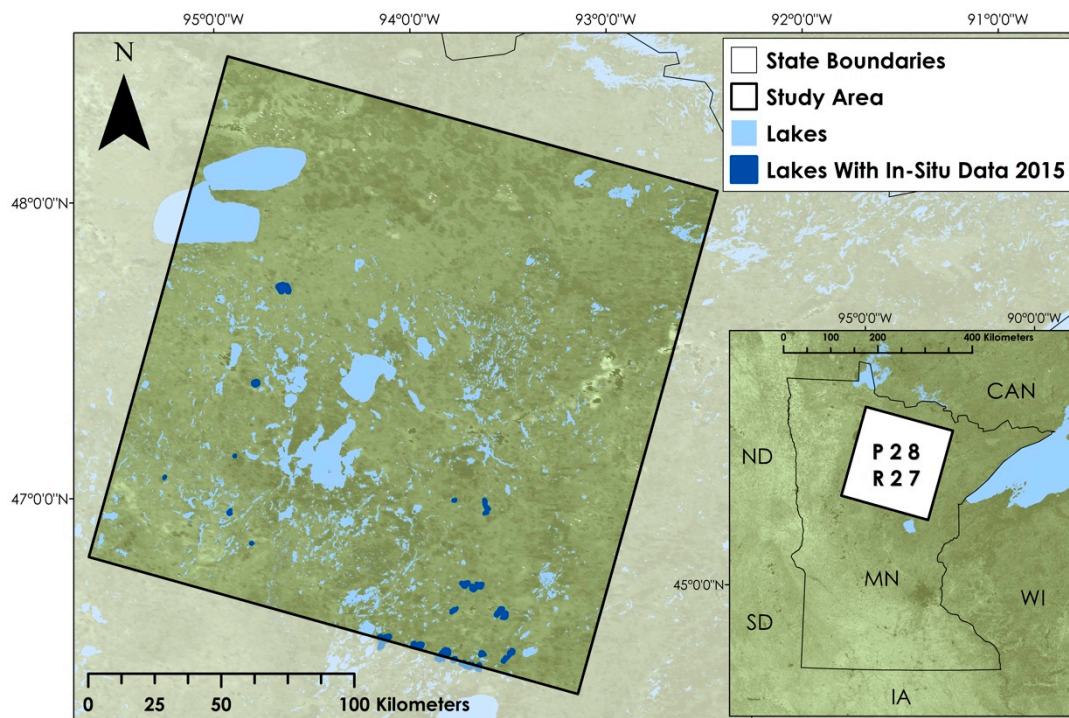 95°0'0"W 94°0'0"W 93°0'0"W 92°0'0"W 91°0'0"W
N
State Boundaries
Study Area
Lakes
Lakes With In-Situ Data 2015
48°0'0"N
47°0'0"N
95°0'0"W 90°0'0"W
0 100 200 400 Kilometers
CAN
ND
P 2 8
R 2 7
45°0'0"N
MN
WI
SD
IA
0 25 50 100 Kilometers